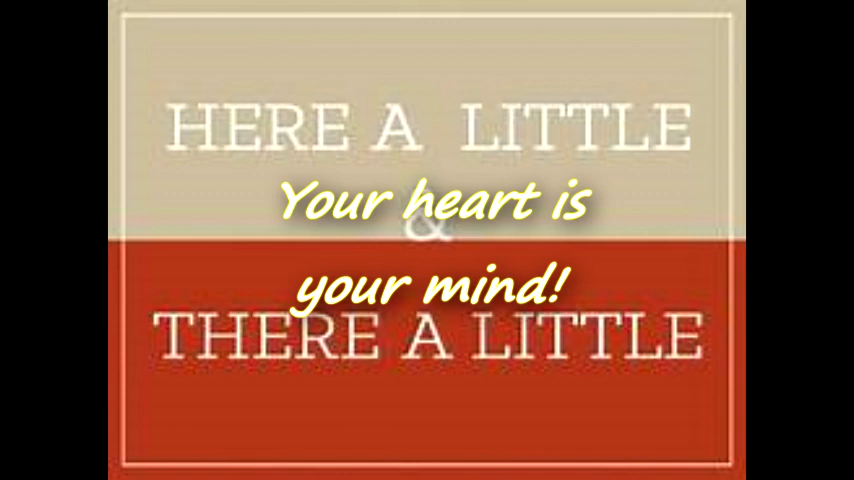 HERE A LITTLE
Your heart is
&
your mind!
THERE A LITTLE